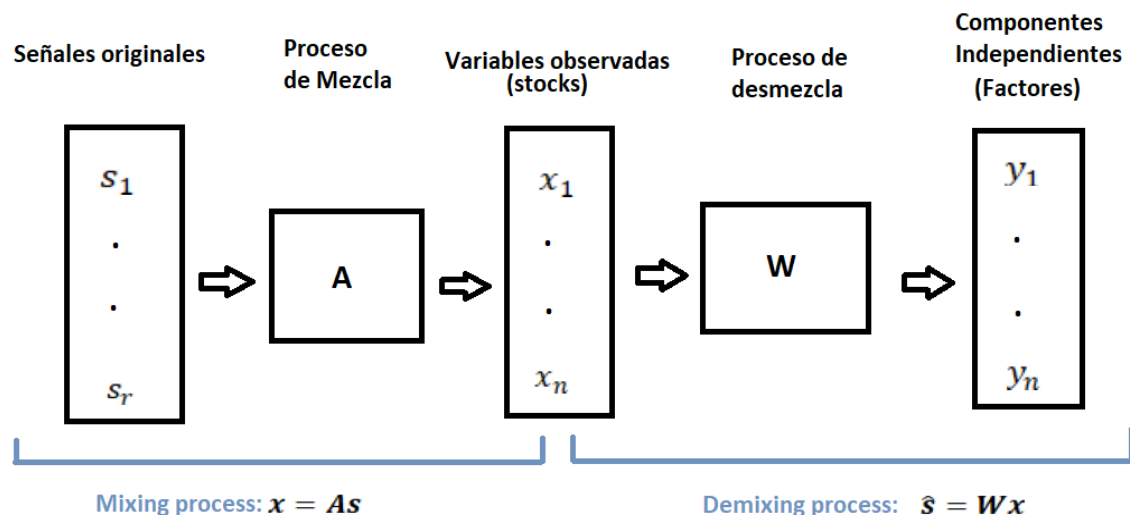 Señales originales
Proceso
de Mezcla
Variables observadas
(stocks)
Proceso de
desmezcla
Componentes
Independientes
(Factores)
s₁
.
.
sᵣ
A
x₁
.
.
xₙ
W
y₁
.
.
yₙ
Mixing process: x = As
Demixing process: ŝ = Wx